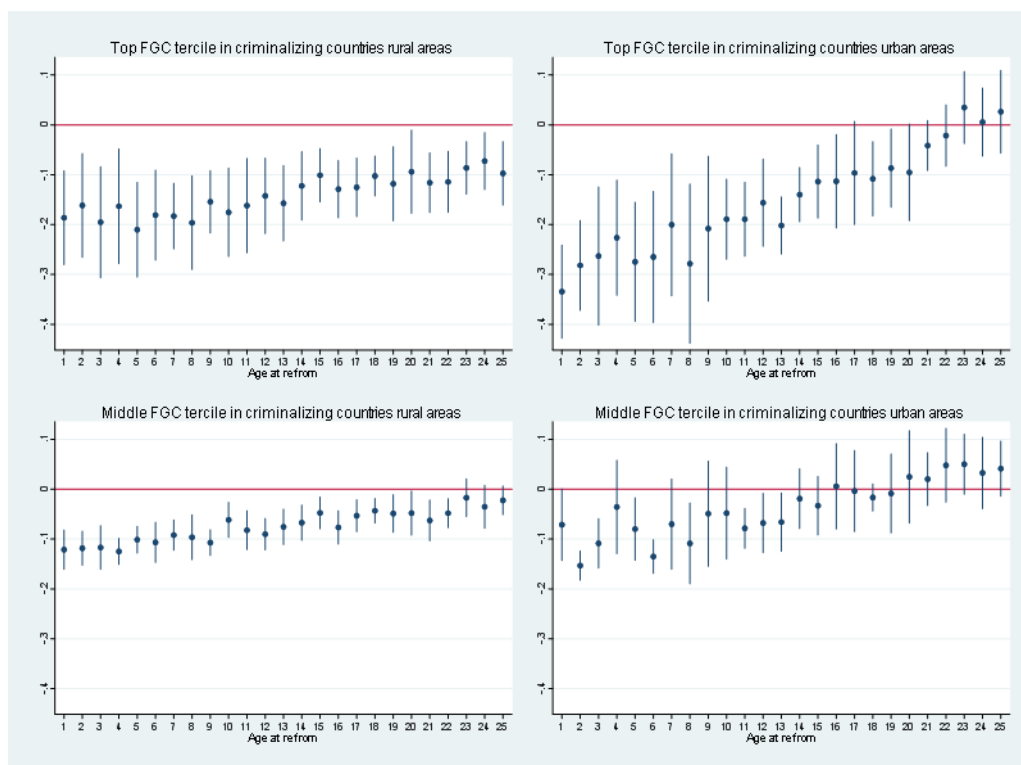 Top FGC tercile in criminalizing countries rural areas
.1
0
-.1
-.2
-.3
-.4
1 2 3 4 5 6 7 8 9 10 11 12 13 14 15 16 17 18 19 20 21 22 23 24 25
Age at refrom
Top FGC tercile in criminalizing countries urban areas
.1
0
-.1
-.2
-.3
-.4
1 2 3 4 5 6 7 8 9 10 11 12 13 14 15 16 17 18 19 20 21 22 23 24 25
Age at refrom
Middle FGC tercile in criminalizing countries rural areas
.1
0
-.1
-.2
-.3
-.4
1 2 3 4 5 6 7 8 9 10 11 12 13 14 15 16 17 18 19 20 21 22 23 24 25
Age at refrom
Middle FGC tercile in criminalizing countries urban areas
.1
0
-.1
-.2
-.3
-.4
1 2 3 4 5 6 7 8 9 10 11 12 13 14 15 16 17 18 19 20 21 22 23 24 25
Age at refrom